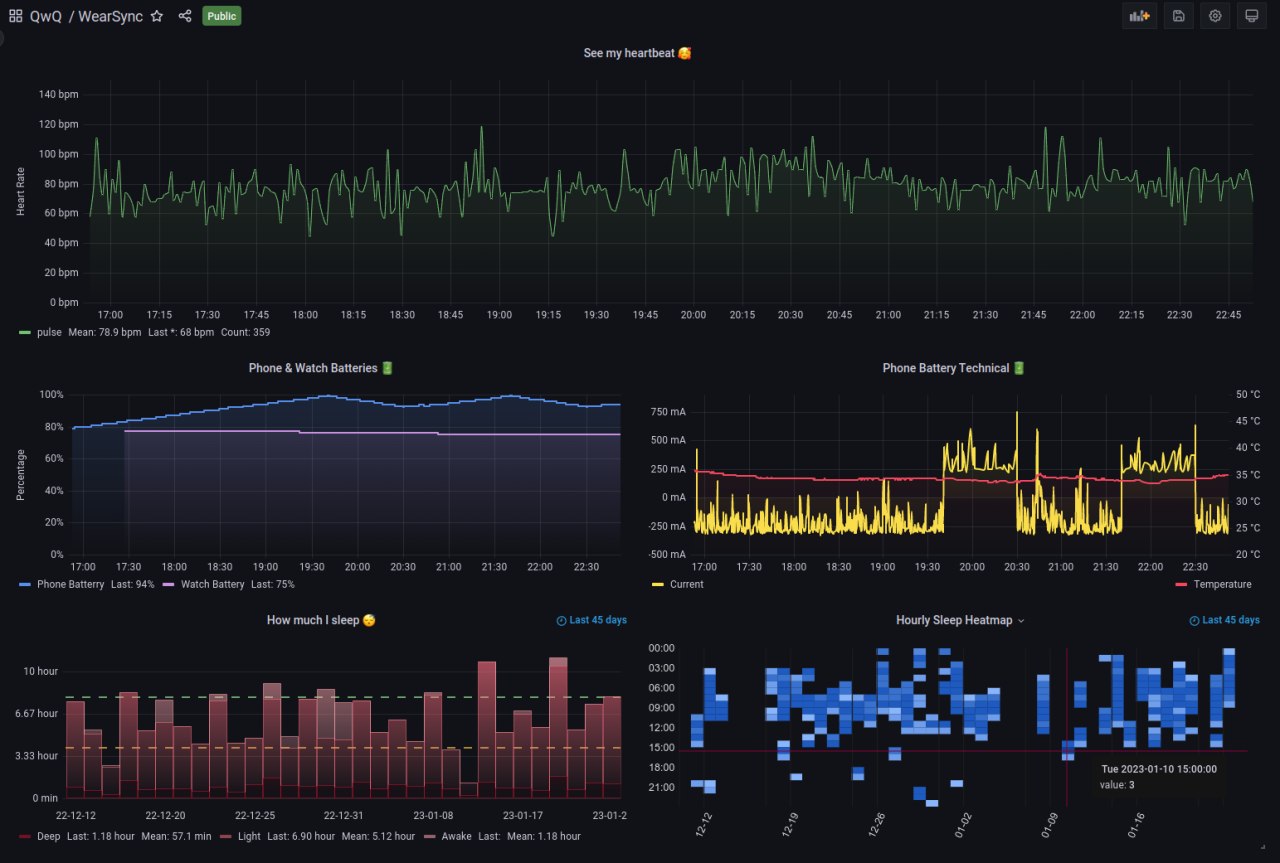 QwQ / WearSync Public
See my heartbeat 🥰
Heart Rate
140 bpm
120 bpm
100 bpm
80 bpm
60 bpm
40 bpm
20 bpm
0 bpm
17:00 17:15 17:30 17:45 18:00 18:15 18:30 18:45 19:00 19:15 19:30 19:45 20:00 20:15 20:30 20:45 21:00 21:15 21:30 21:45 22:00 22:15 22:30 22:45
pulse Mean: 78.9 bpm Last *: 68 bpm Count: 359
Phone & Watch Batteries 🔋
Percentage
100%
80%
60%
40%
20%
0%
17:00 17:30 18:00 18:30 19:00 19:30 20:00 20:30 21:00 21:30 22:00 22:30
Phone Batterry Last: 94% Watch Battery Last: 75%
Phone Battery Technical 🔋
750 mA
500 mA
250 mA
0 mA
-250 mA
-500 mA
50 °C
45 °C
40 °C
35 °C
30 °C
25 °C
20 °C
17:00 17:30 18:00 18:30 19:00 19:30 20:00 20:30 21:00 21:30 22:00 22:30
Current Temperature
How much I sleep 😴 Last 45 days
10 hour
6.67 hour
3.33 hour
0 min
22-12-12 22-12-20 22-12-25 22-12-31 23-01-08 23-01-17 23-01-2
Deep Last: 1.18 hour Mean: 57.1 min Light Last: 6.90 hour Mean: 5.12 hour Awake Last: Mean: 1.18 hour
Hourly Sleep Heatmap Last 45 days
00:00
03:00
06:00
09:00
12:00
15:00
18:00
21:00
Tue 2023-01-10 15:00:00
value: 3
12-12 12-19 12-26 01-02 01-09 01-16